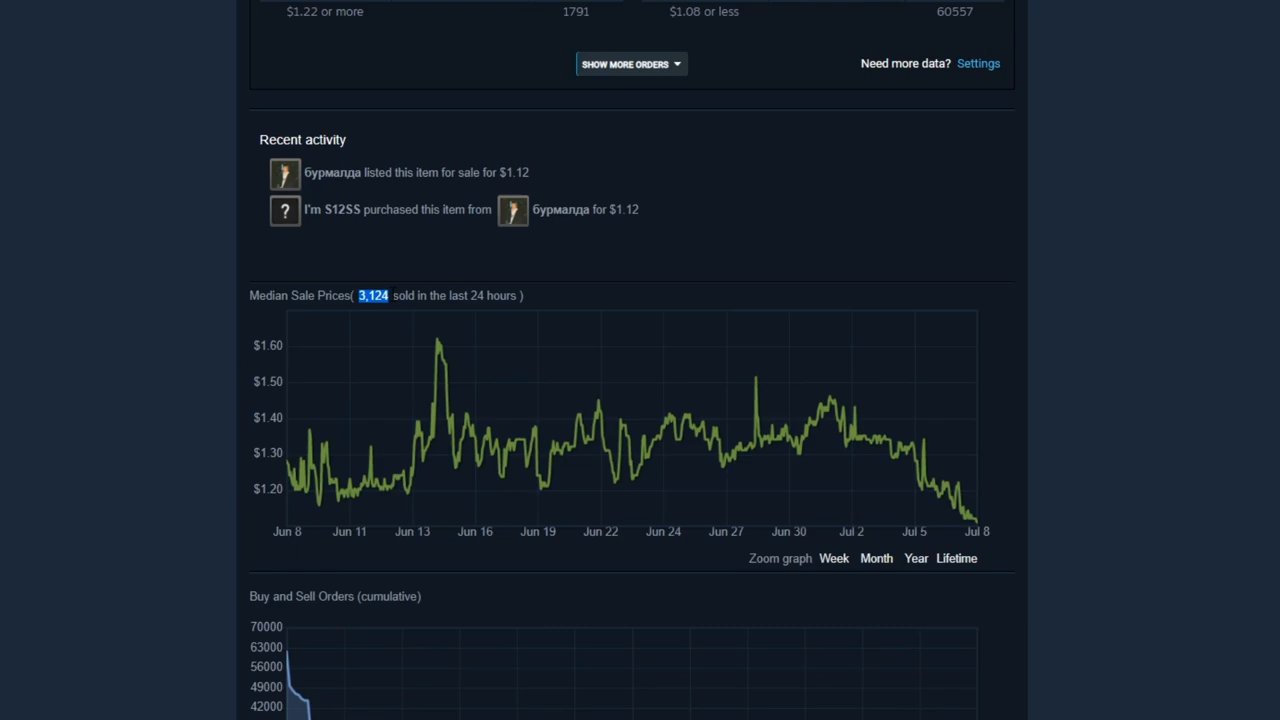 $1.22 or more 1791 $1.08 or less 60557
SHOW MORE ORDERS Need more data? Settings
Recent activity
бурмалда listed this item for sale for $1.12
? I'm S12SS purchased this item from бурмалда for $1.12
Median Sale Prices( 3,124 sold in the last 24 hours )
$1.60
$1.50
$1.40
$1.30
$1.20
Jun 8 Jun 11 Jun 13 Jun 16 Jun 19 Jun 22 Jun 24 Jun 27 Jun 30 Jul 2 Jul 5 Jul 8
Zoom graph Week Month Year Lifetime
Buy and Sell Orders (cumulative)
70000
63000
56000
49000
42000